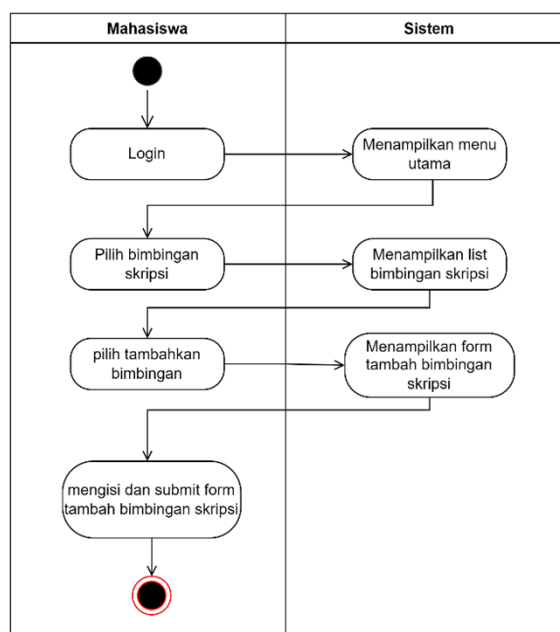 Mahasiswa
Sistem
Login
Menampilkan menu
utama
Pilih bimbingan
skripsi
Menampilkan list
bimbingan skripsi
pilih tambahkan
bimbingan
Menampilkan form
tambah bimbingan
skripsi
mengisi dan submit form
tambah bimbingan skripsi